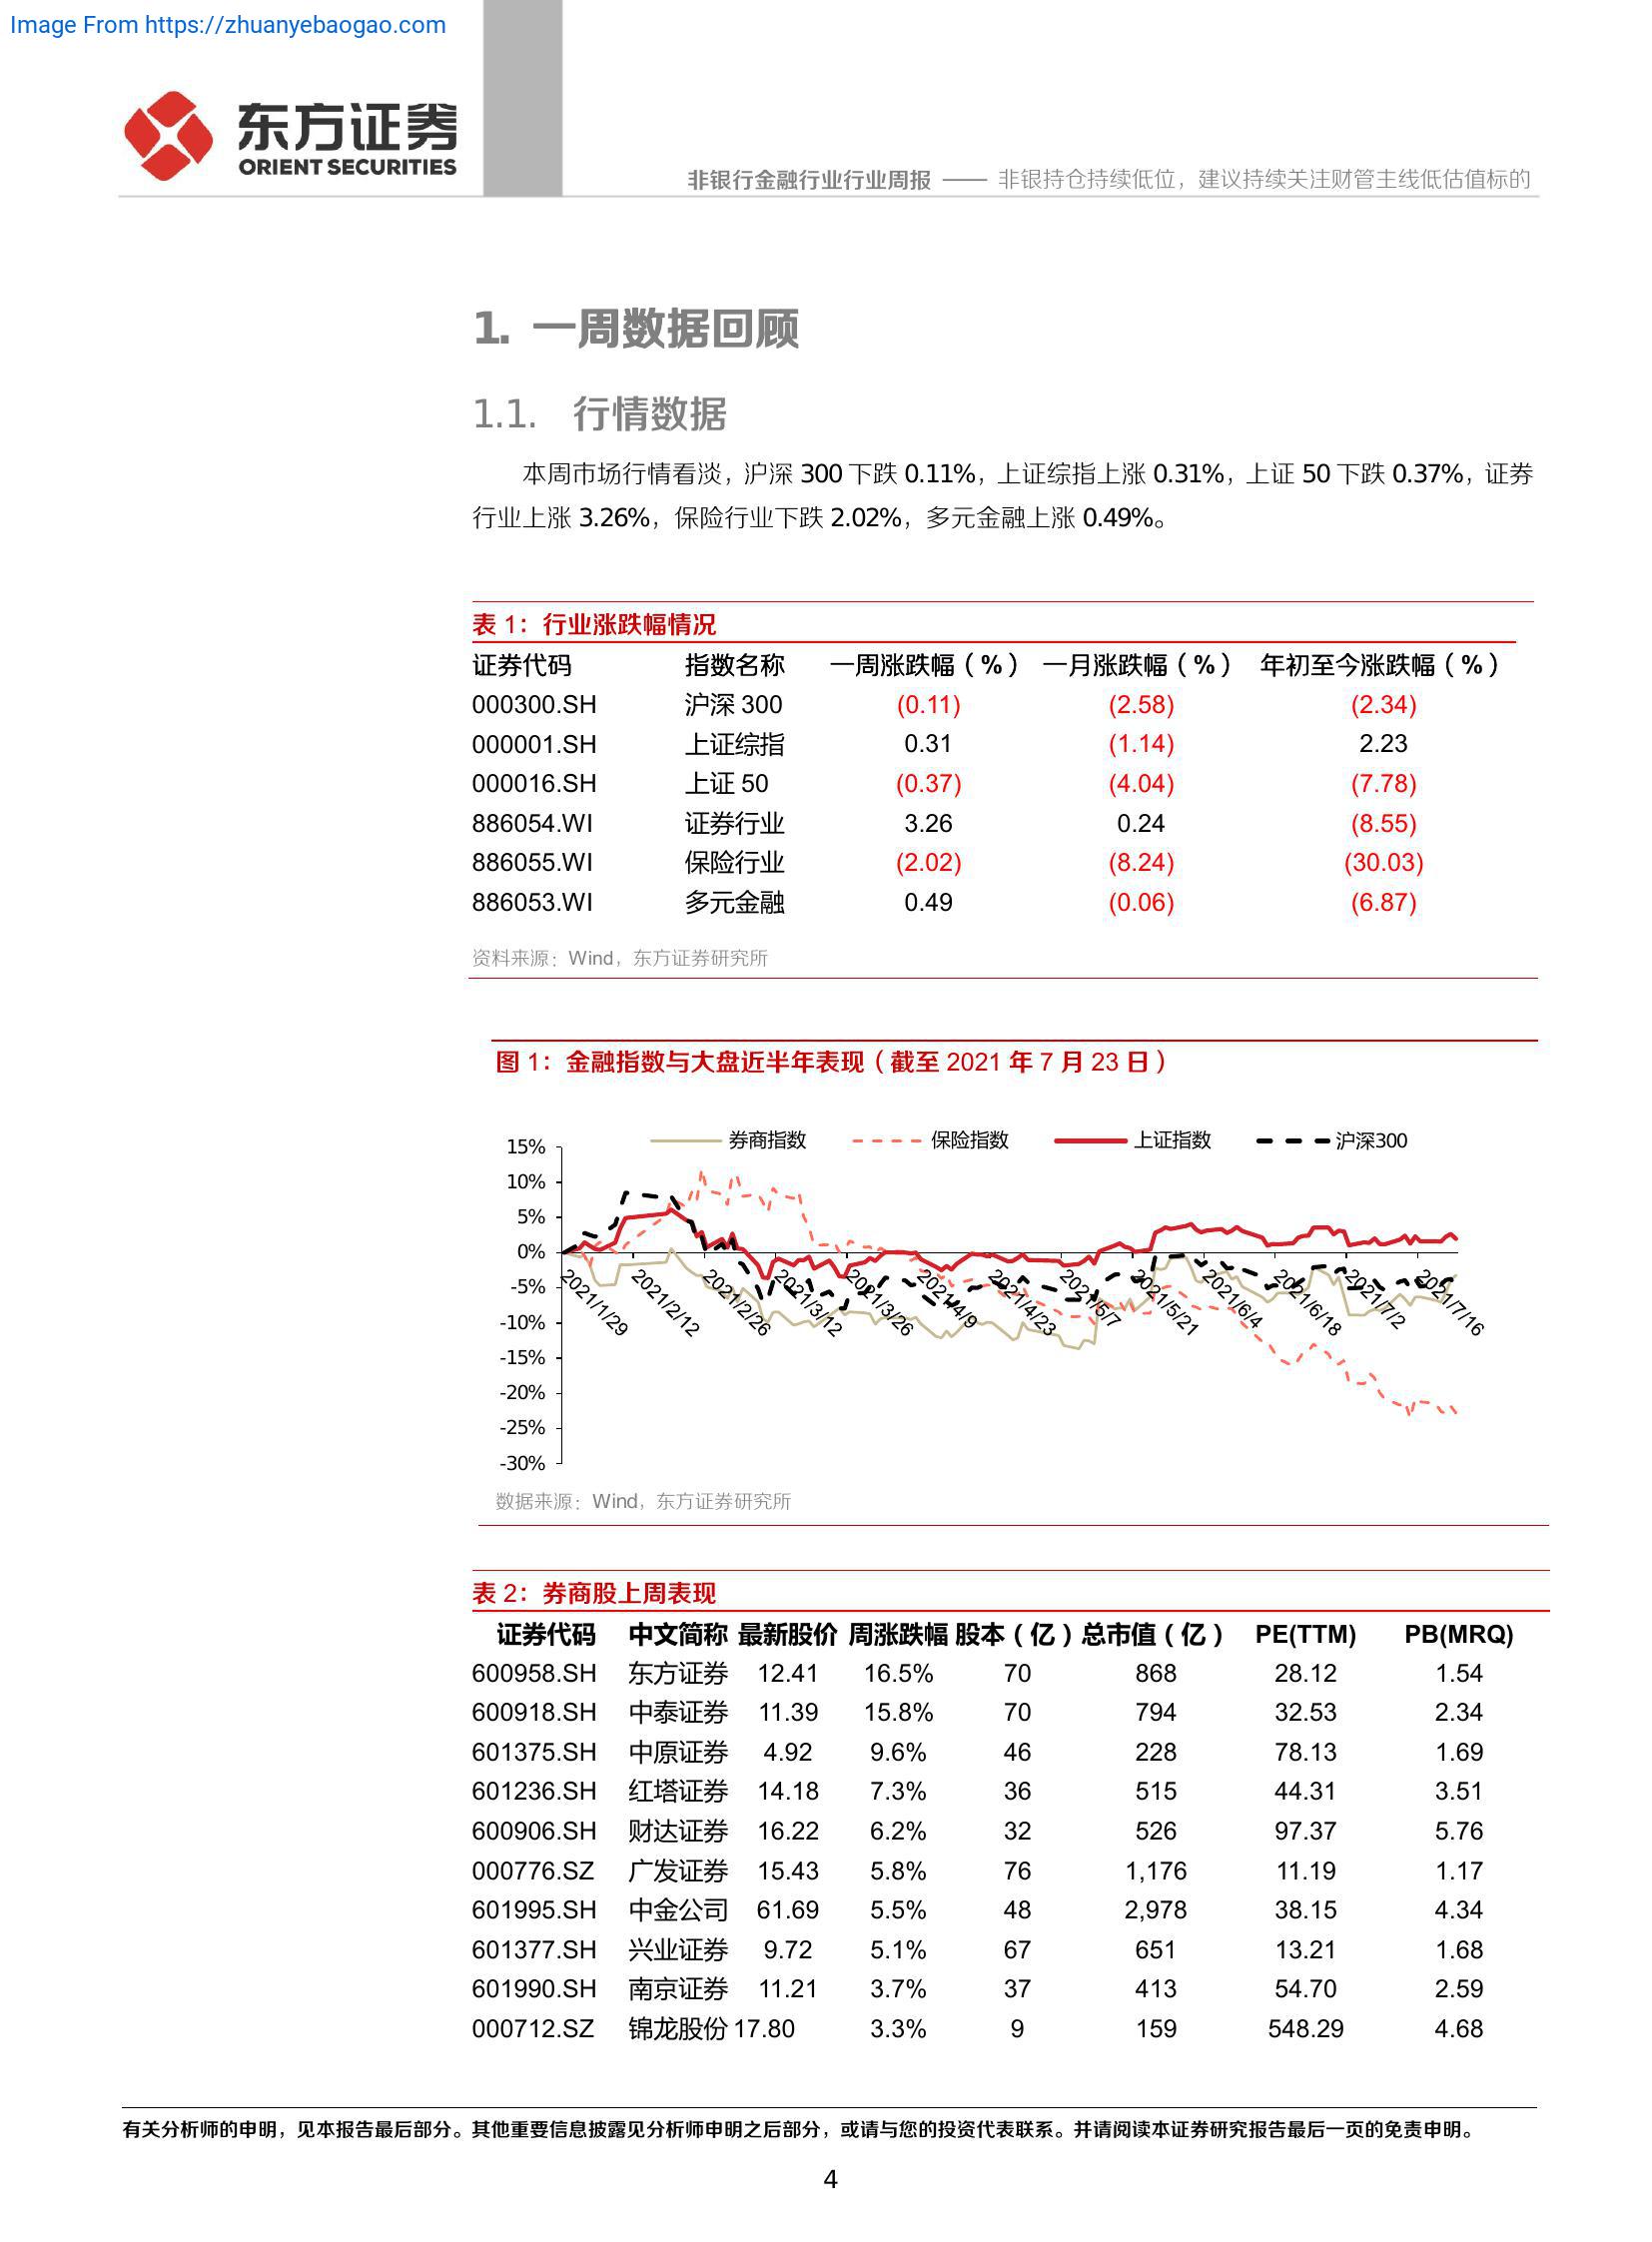 Image From https://zhuanyebaogao.com
东方证券
ORIENT SECURITIES
非银行金融行业行业周报 —— 非银持仓持续低位，建议持续关注财管主线低估值标的
1. 一周数据回顾
1.1. 行情数据
本周市场行情看淡，沪深 300 下跌 0.11%，上证综指上涨 0.31%，上证 50 下跌 0.37%，证券
行业上涨 3.26%，保险行业下跌 2.02%，多元金融上涨 0.49%。
表 1：行业涨跌幅情况
证券代码 指数名称 一周涨跌幅（%） 一月涨跌幅（%） 年初至今涨跌幅（%）
000300.SH 沪深 300 (0.11) (2.58) (2.34)
000001.SH 上证综指 0.31 (1.14) 2.23
000016.SH 上证 50 (0.37) (4.04) (7.78)
886054.WI 证券行业 3.26 0.24 (8.55)
886055.WI 保险行业 (2.02) (8.24) (30.03)
886053.WI 多元金融 0.49 (0.06) (6.87)
资料来源：Wind，东方证券研究所
图 1：金融指数与大盘近半年表现（截至 2021 年 7 月 23 日）
券商指数 保险指数 上证指数 沪深300
15%
10%
5%
0%
-5%
-10%
-15%
-20%
-25%
-30%
2021/1/29 2021/2/12 2021/2/26 2021/3/12 2021/3/26 2021/4/9 2021/4/23 2021/5/7 2021/5/21 2021/6/4 2021/6/18 2021/7/2 2021/7/16
数据来源：Wind，东方证券研究所
表 2：券商股上周表现
证券代码 中文简称 最新股价 周涨跌幅 股本（亿） 总市值（亿） PE(TTM) PB(MRQ)
600958.SH 东方证券 12.41 16.5% 70 868 28.12 1.54
600918.SH 中泰证券 11.39 15.8% 70 794 32.53 2.34
601375.SH 中原证券 4.92 9.6% 46 228 78.13 1.69
601236.SH 红塔证券 14.18 7.3% 36 515 44.31 3.51
600906.SH 财达证券 16.22 6.2% 32 526 97.37 5.76
000776.SZ 广发证券 15.43 5.8% 76 1,176 11.19 1.17
601995.SH 中金公司 61.69 5.5% 48 2,978 38.15 4.34
601377.SH 兴业证券 9.72 5.1% 67 651 13.21 1.68
601990.SH 南京证券 11.21 3.7% 37 413 54.70 2.59
000712.SZ 锦龙股份 17.80 3.3% 9 159 548.29 4.68
有关分析师的申明，见本报告最后部分。其他重要信息披露见分析师申明之后部分，或请与您的投资代表联系。并请阅读本证券研究报告最后一页的免责申明。
4